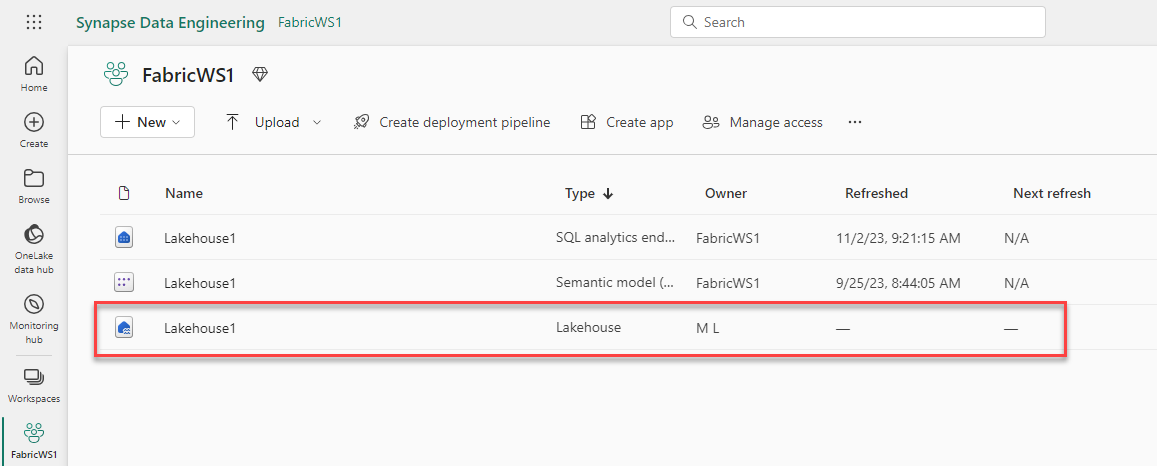 Synapse Data Engineering FabricWS1 Search
Home
Create
Browse
OneLake
data hub
Monitoring
hub
Workspaces
FabricWS1
FabricWS1
New Upload Create deployment pipeline Create app Manage access ...
Name Type Owner Refreshed Next refresh
Lakehouse1 SQL analytics end... FabricWS1 11/2/23, 9:21:15 AM N/A
Lakehouse1 Semantic model (... FabricWS1 9/25/23, 8:44:05 AM N/A
Lakehouse1 Lakehouse M L — —